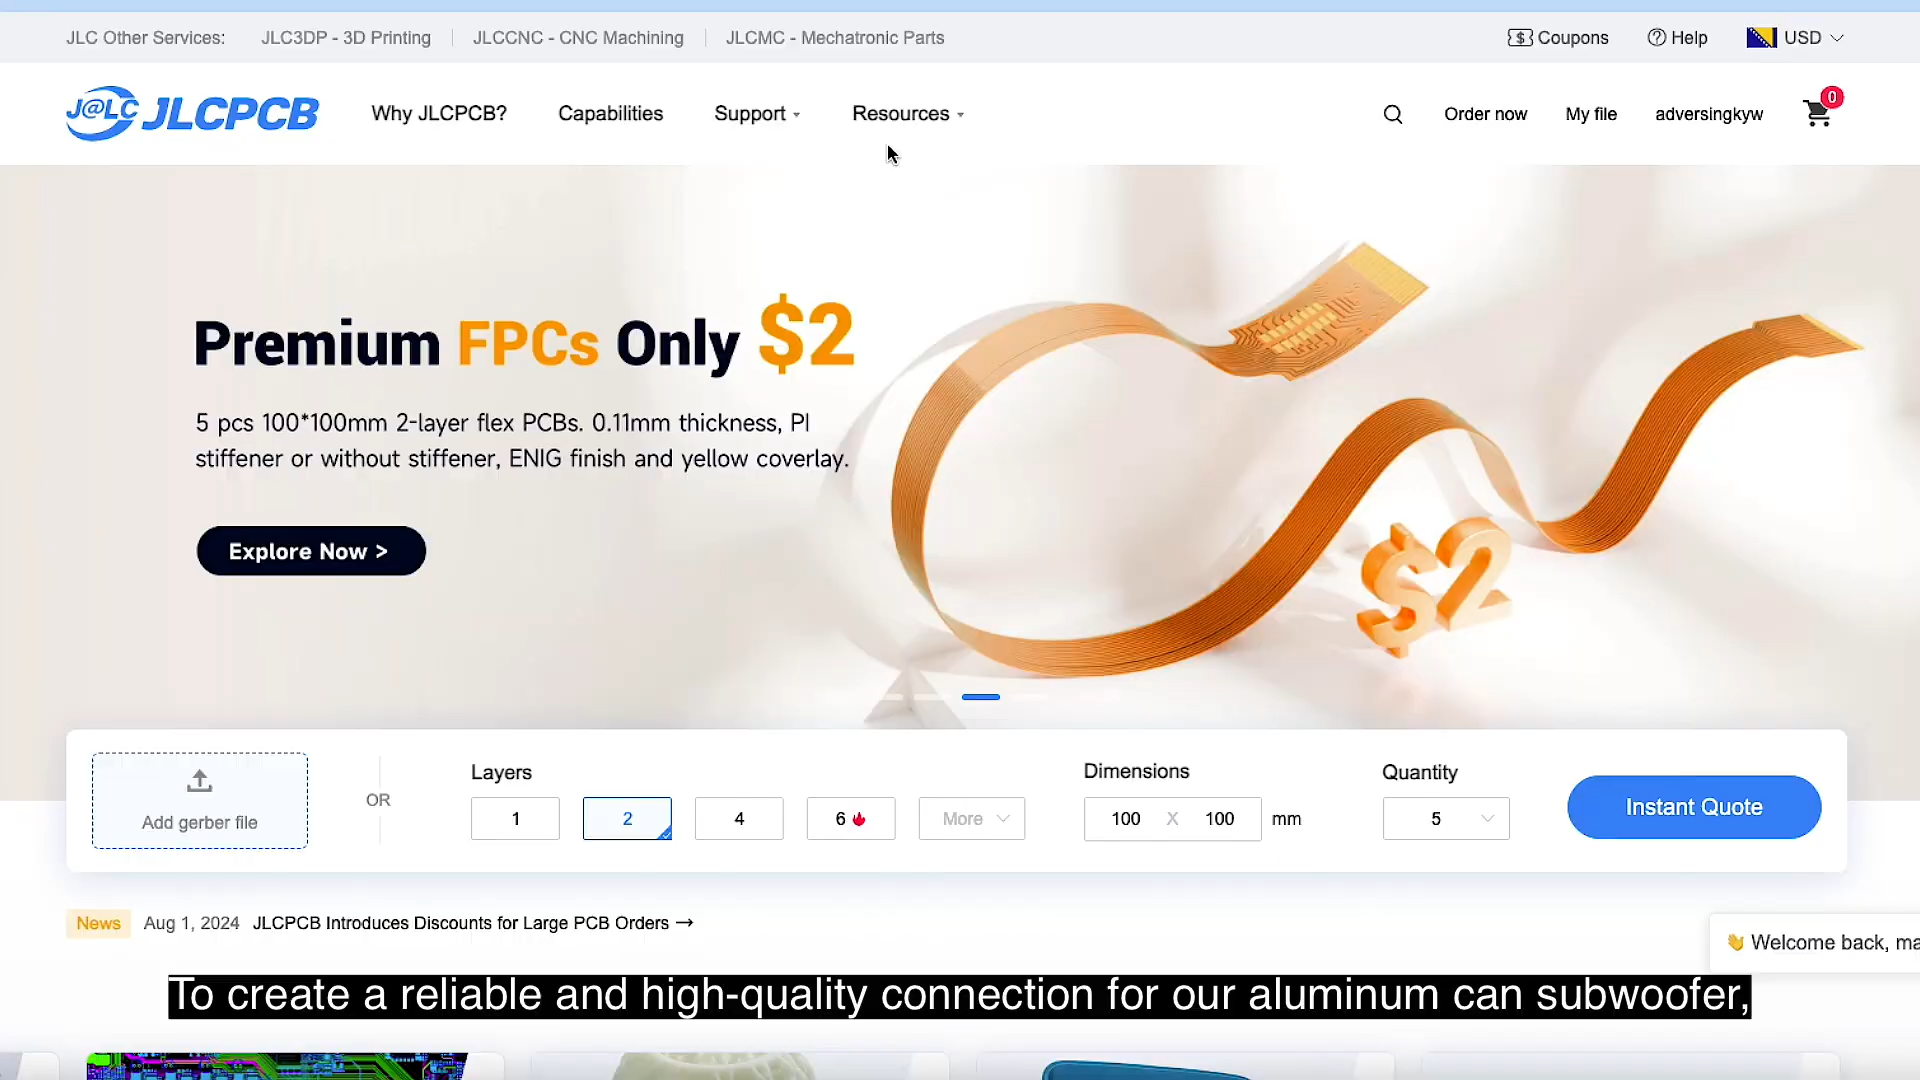 JLC Other Services:
JLC3DP - 3D Printing
JLCCNC - CNC Machining
JLCMC - Mechatronic Parts
Coupons
Help
USD
J@LC JLCPCB
Why JLCPCB?
Capabilities
Support
Resources
Order now
My file
adversingkyw
0
Premium FPCs Only $2
5 pcs 100*100mm 2-layer flex PCBs. 0.11mm thickness, PI
stiffener or without stiffener, ENIG finish and yellow coverlay.
Explore Now >
$2
Add gerber file
OR
Layers
1
2
4
6
More
Dimensions
100 X 100 mm
Quantity
5
Instant Quote
News Aug 1, 2024 JLCPCB Introduces Discounts for Large PCB Orders →
Welcome back, ma
To create a reliable and high-quality connection for our aluminum can subwoofer,